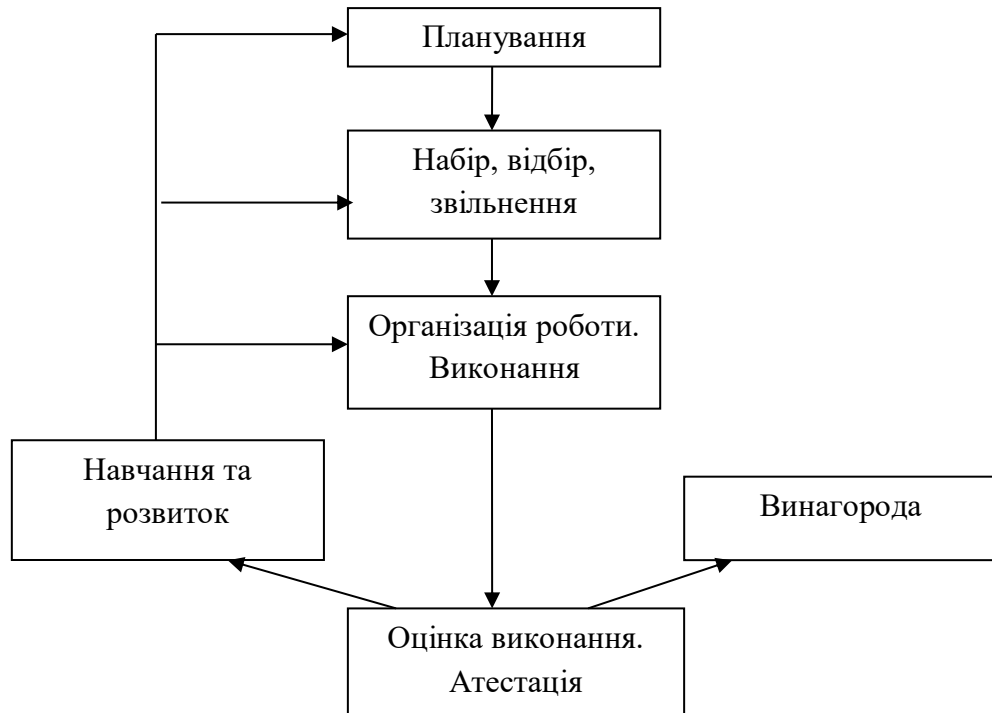 Планування
Набір, відбір,
звільнення
Організація роботи.
Виконання
Навчання та
розвиток
Винагорода
Оцінка виконання.
Атестація